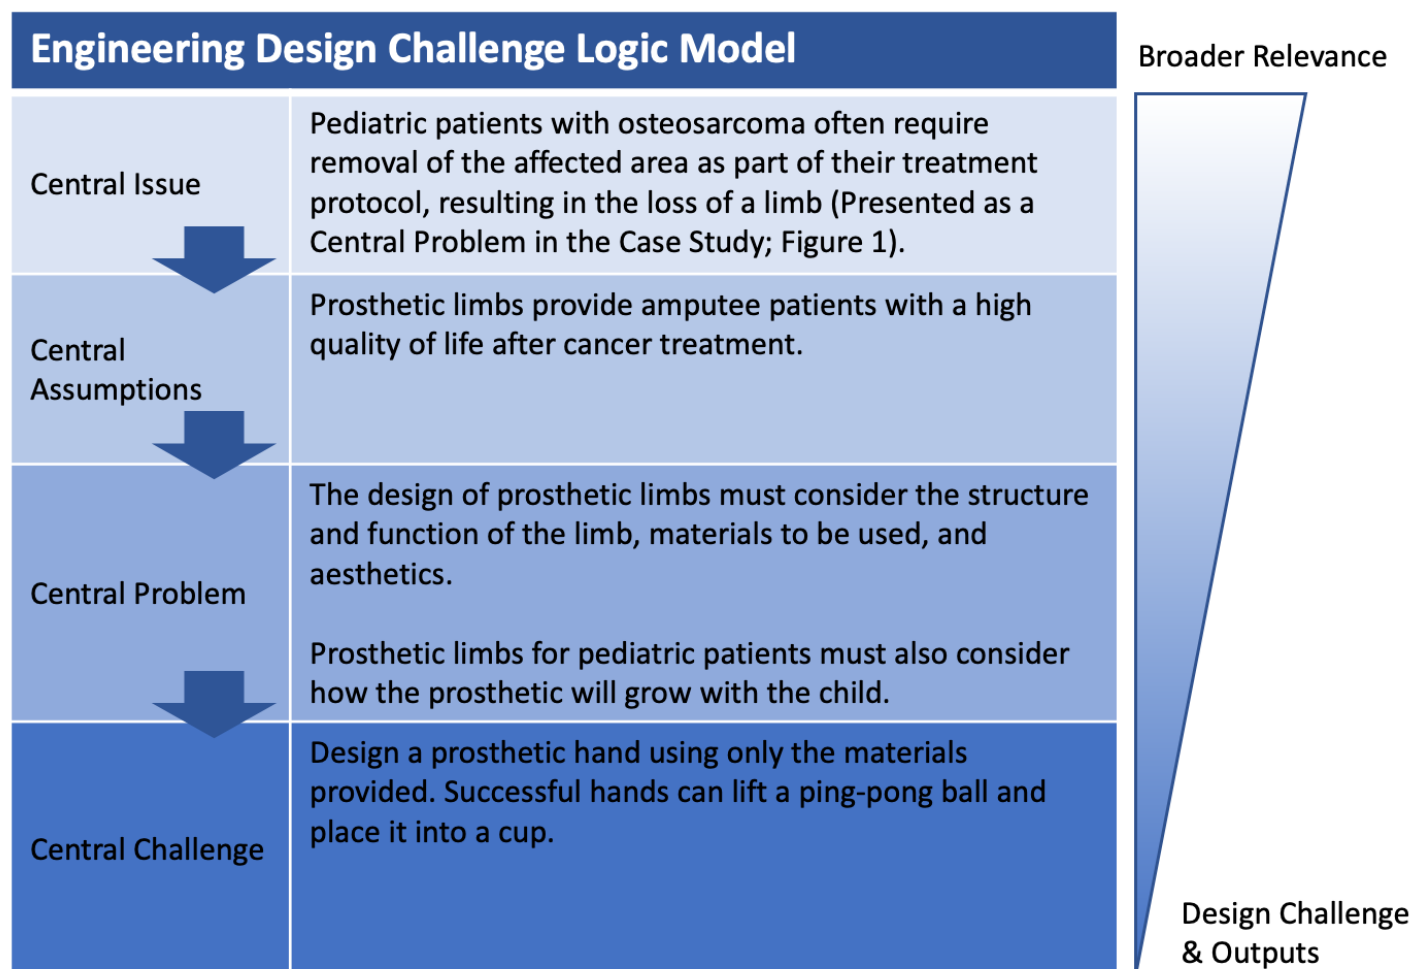 Engineering Design Challenge Logic Model
Broader Relevance
Central Issue
Pediatric patients with osteosarcoma often require
removal of the affected area as part of their treatment
protocol, resulting in the loss of a limb (Presented as a
Central Problem in the Case Study; Figure 1).
Central
Assumptions
Prosthetic limbs provide amputee patients with a high
quality of life after cancer treatment.
Central Problem
The design of prosthetic limbs must consider the structure
and function of the limb, materials to be used, and
aesthetics.
Prosthetic limbs for pediatric patients must also consider
how the prosthetic will grow with the child.
Central Challenge
Design a prosthetic hand using only the materials
provided. Successful hands can lift a ping-pong ball and
place it into a cup.
Design Challenge
& Outputs